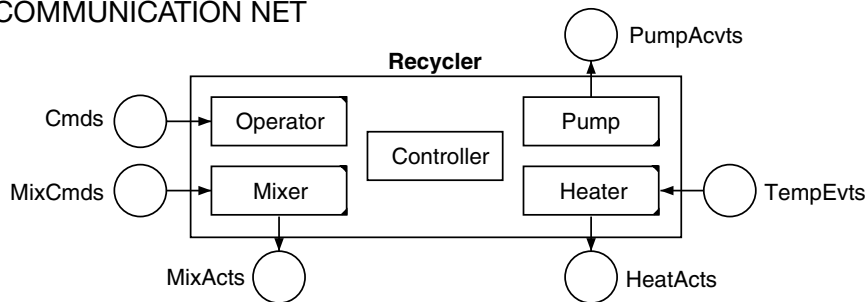 COMMUNICATION NET
PumpAcvts
Recycler
Cmds
Operator
Pump
Controller
MixCmds
Mixer
Heater
TempEvts
MixActs
HeatActs